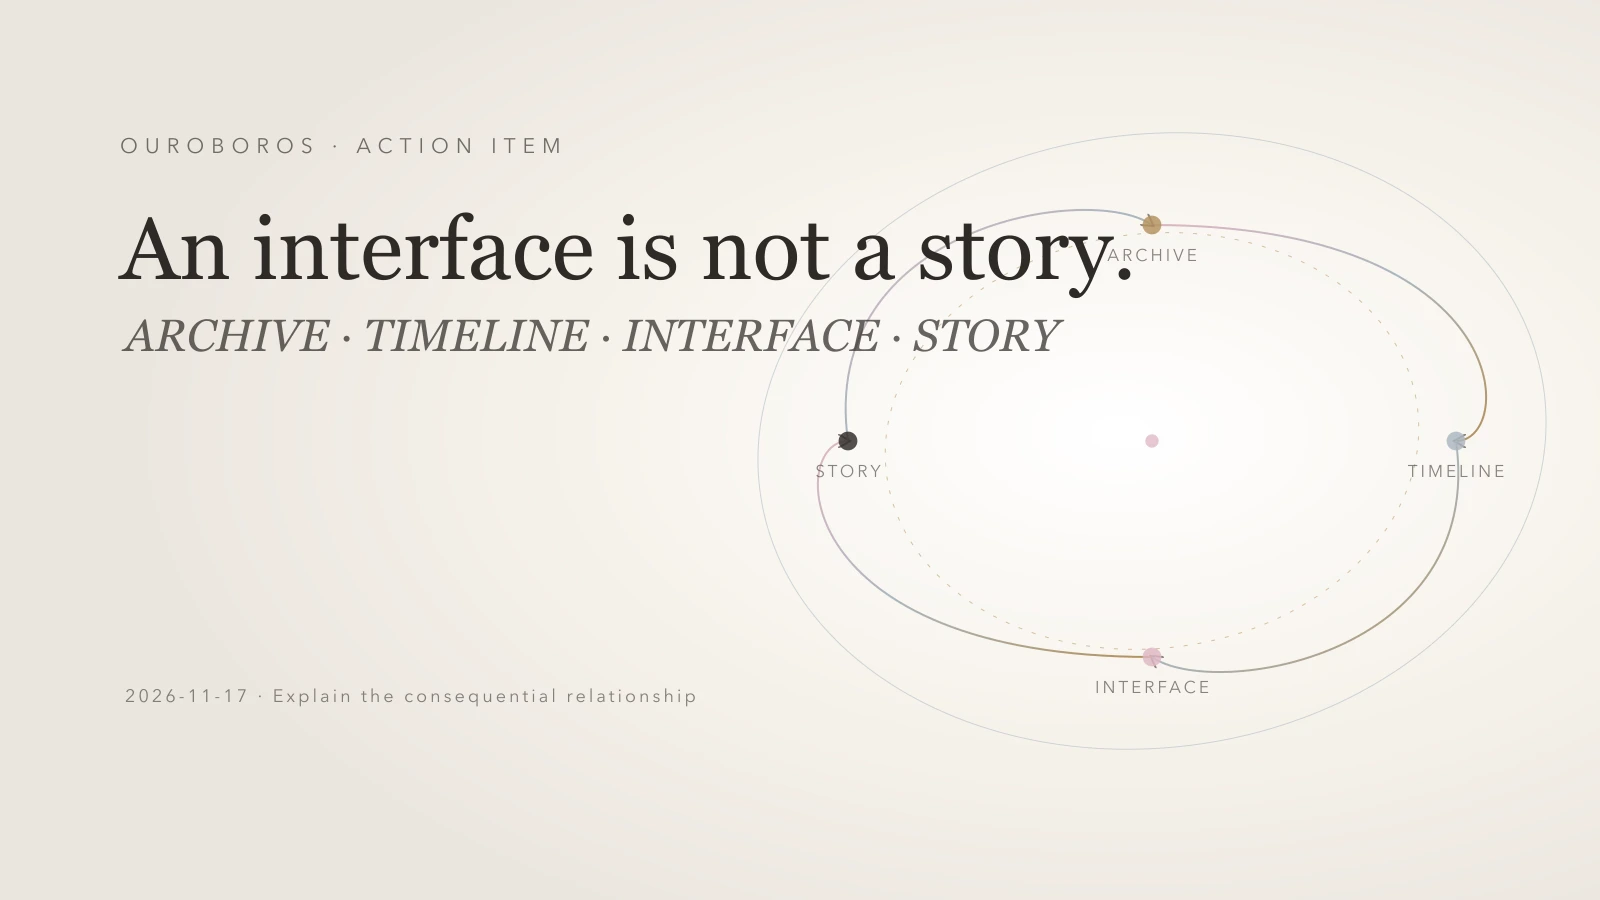 OUROBOROS · ACTION ITEM
An interface is not a story.
ARCHIVE
ARCHIVE · TIMELINE · INTERFACE · STORY
STORY
TIMELINE
INTERFACE
2026-11-17 · Explain the consequential relationship